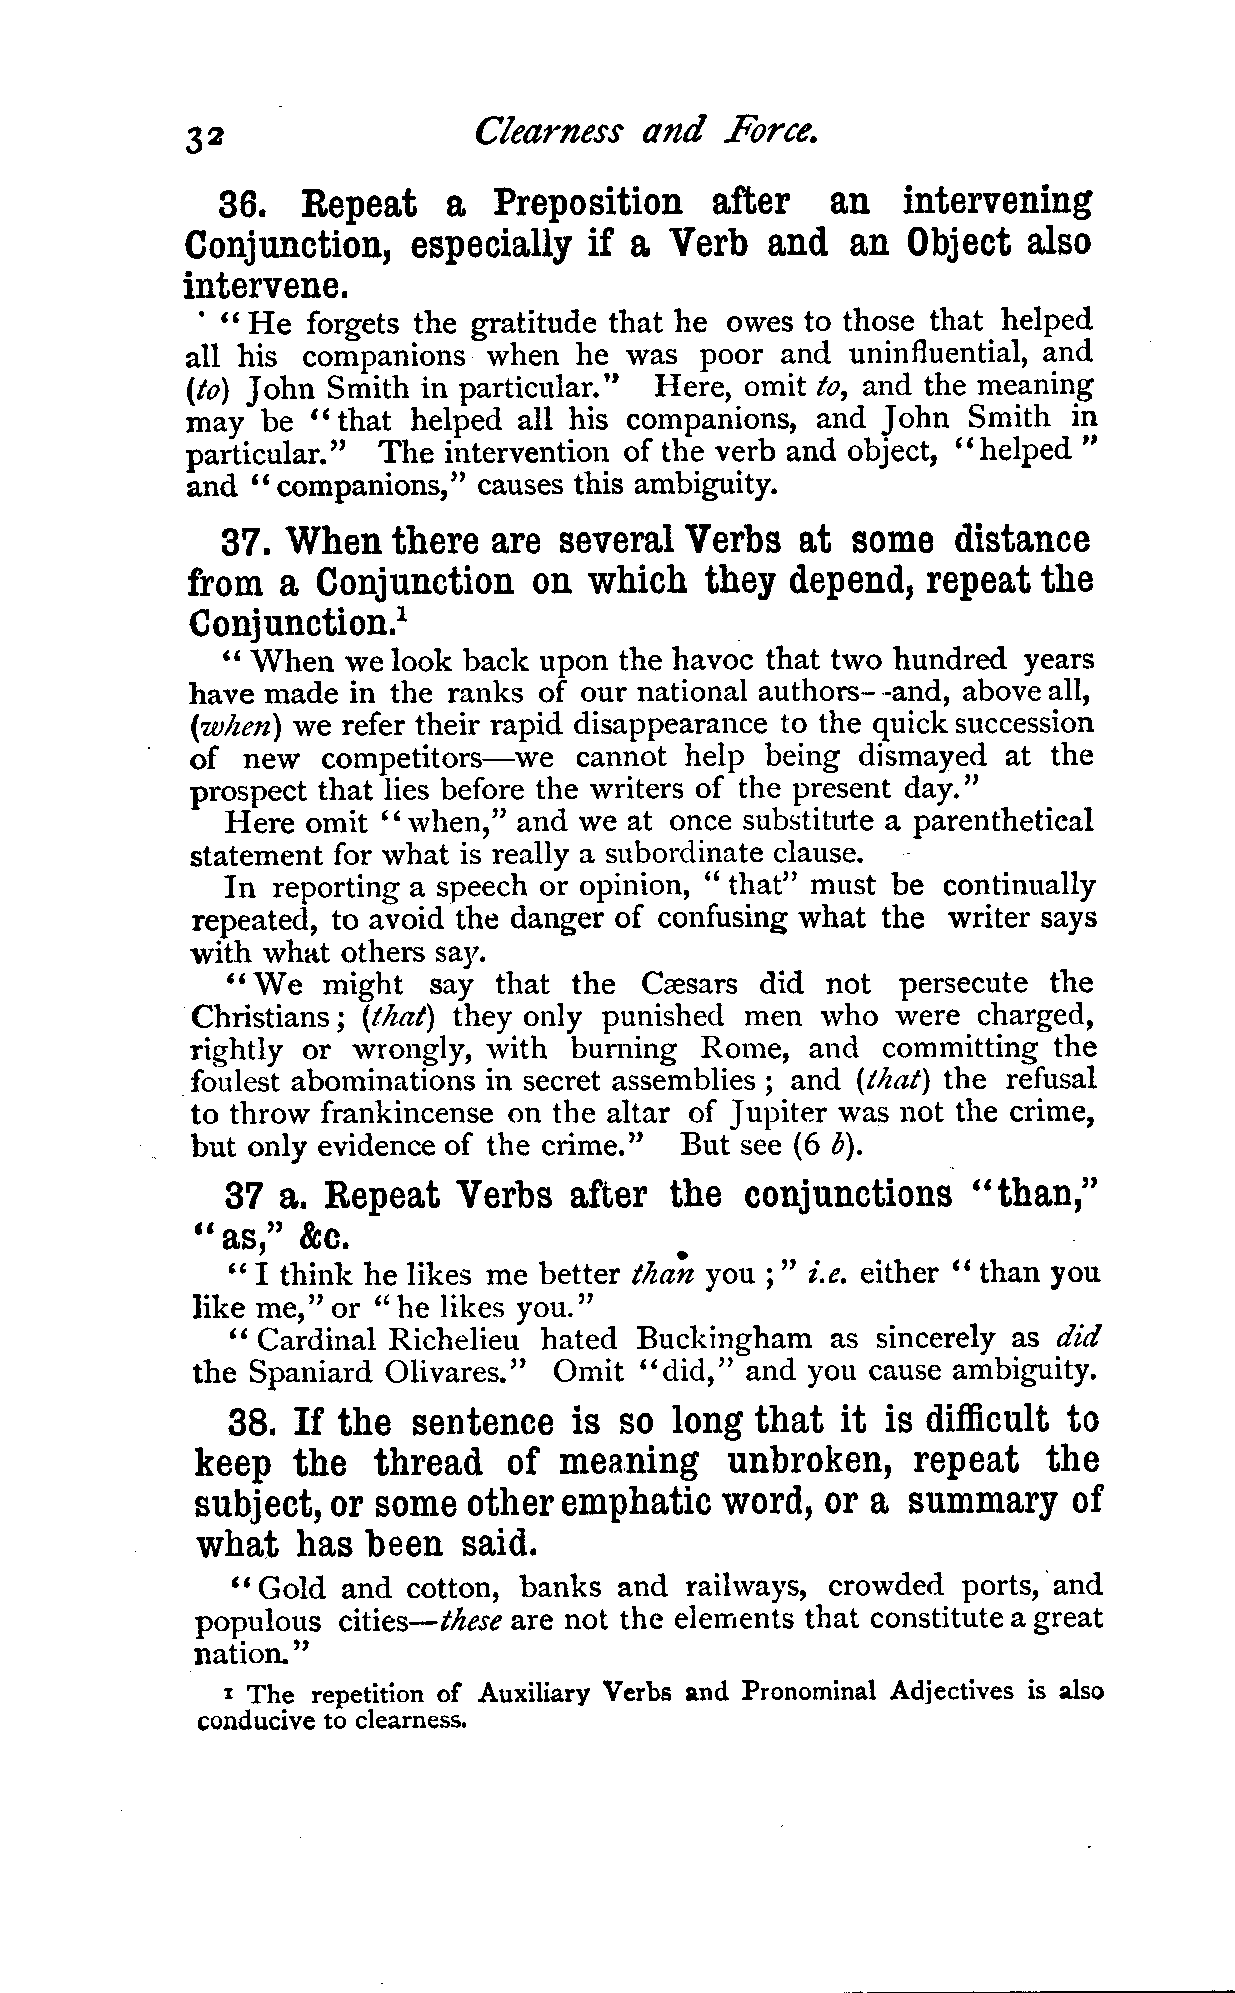 32 Clearness and Force.
36. Repeat a Preposition after an intervening
Conjunction, especially if a Verb and an Object also
intervene.
“He forgets the gratitude that he owes to those that helped
all his companions when he was poor and uninfluential, and
(to) John Smith in particular.” Here, omit to, and the meaning
may be “that helped all his companions, and John Smith in
particular.” The intervention of the verb and object, “helped”
and “companions,” causes this ambiguity.
37. When there are several Verbs at some distance
from a Conjunction on which they depend, repeat the
Conjunction.¹
“When we look back upon the havoc that two hundred years
have made in the ranks of our national authors--and, above all,
(when) we refer their rapid disappearance to the quick succession
of new competitors—we cannot help being dismayed at the
prospect that lies before the writers of the present day.”
Here omit “when,” and we at once substitute a parenthetical
statement for what is really a subordinate clause.
In reporting a speech or opinion, “that” must be continually
repeated, to avoid the danger of confusing what the writer says
with what others say.
“We might say that the Cæsars did not persecute the
Christians; (that) they only punished men who were charged,
rightly or wrongly, with burning Rome, and committing the
foulest abominations in secret assemblies; and (that) the refusal
to throw frankincense on the altar of Jupiter was not the crime,
but only evidence of the crime.” But see (6 b).
37 a. Repeat Verbs after the conjunctions “than,”
“as,” &c.
“I think he likes me better than you;” i.e. either “than you
like me,” or “he likes you.”
“Cardinal Richelieu hated Buckingham as sincerely as did
the Spaniard Olivares.” Omit “did,” and you cause ambiguity.
38. If the sentence is so long that it is difficult to
keep the thread of meaning unbroken, repeat the
subject, or some other emphatic word, or a summary of
what has been said.
“Gold and cotton, banks and railways, crowded ports, and
populous cities—these are not the elements that constitute a great
nation.”
¹ The repetition of Auxiliary Verbs and Pronominal Adjectives is also
conducive to clearness.